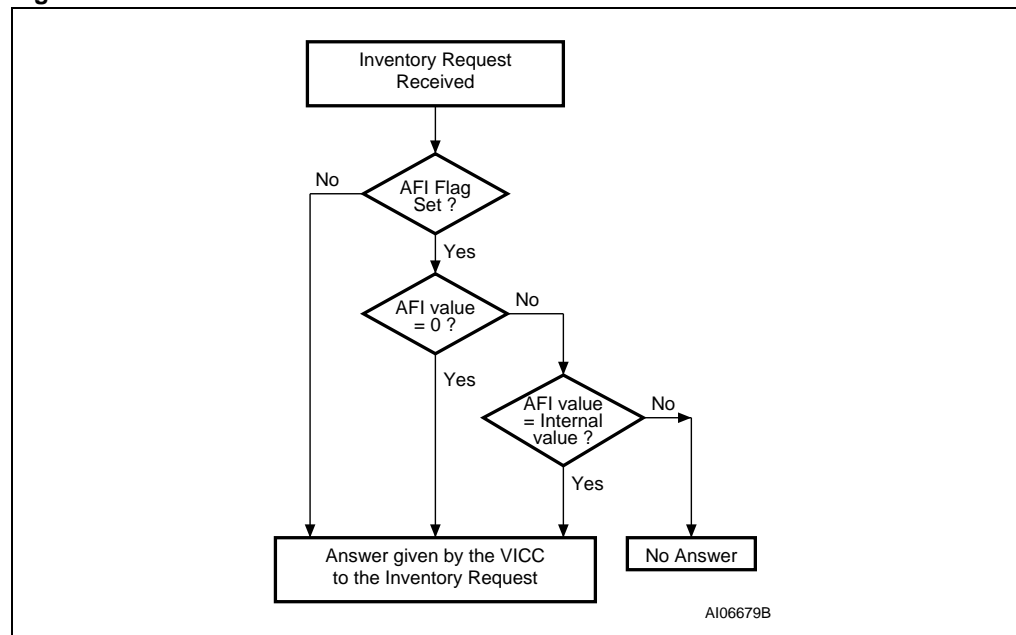 Inventory Request
Received
No
AFI Flag
Set ?
Yes
AFI value
= 0 ?
No
Yes
AFI value
= Internal
value ?
No
Yes
Answer given by the VICC
to the Inventory Request
No Answer
AI06679B